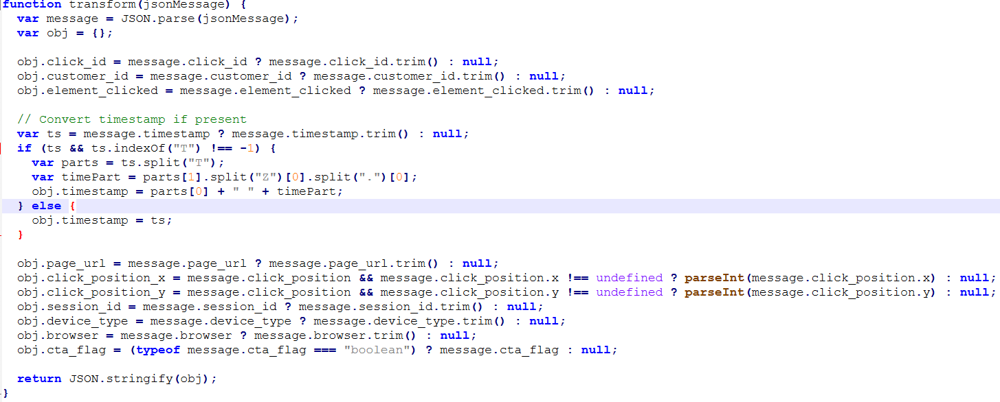 function transform(jsonMessage) {
  var message = JSON.parse(jsonMessage);
  var obj = {};

  obj.click_id = message.click_id ? message.click_id.trim() : null;
  obj.customer_id = message.customer_id ? message.customer_id.trim() : null;
  obj.element_clicked = message.element_clicked ? message.element_clicked.trim() : null;

  // Convert timestamp if present
  var ts = message.timestamp ? message.timestamp.trim() : null;
  if (ts && ts.indexOf("T") !== -1) {
    var parts = ts.split("T");
    var timePart = parts[1].split("Z")[0].split(".")[0];
    obj.timestamp = parts[0] + " " + timePart;
  } else {
    obj.timestamp = ts;
  }

  obj.page_url = message.page_url ? message.page_url.trim() : null;
  obj.click_position_x = message.click_position && message.click_position.x !== undefined ? parseInt(message.click_position.x) : null;
  obj.click_position_y = message.click_position && message.click_position.y !== undefined ? parseInt(message.click_position.y) : null;
  obj.session_id = message.session_id ? message.session_id.trim() : null;
  obj.device_type = message.device_type ? message.device_type.trim() : null;
  obj.browser = message.browser ? message.browser.trim() : null;
  obj.cta_flag = (typeof message.cta_flag === "boolean") ? message.cta_flag : null;

  return JSON.stringify(obj);
}